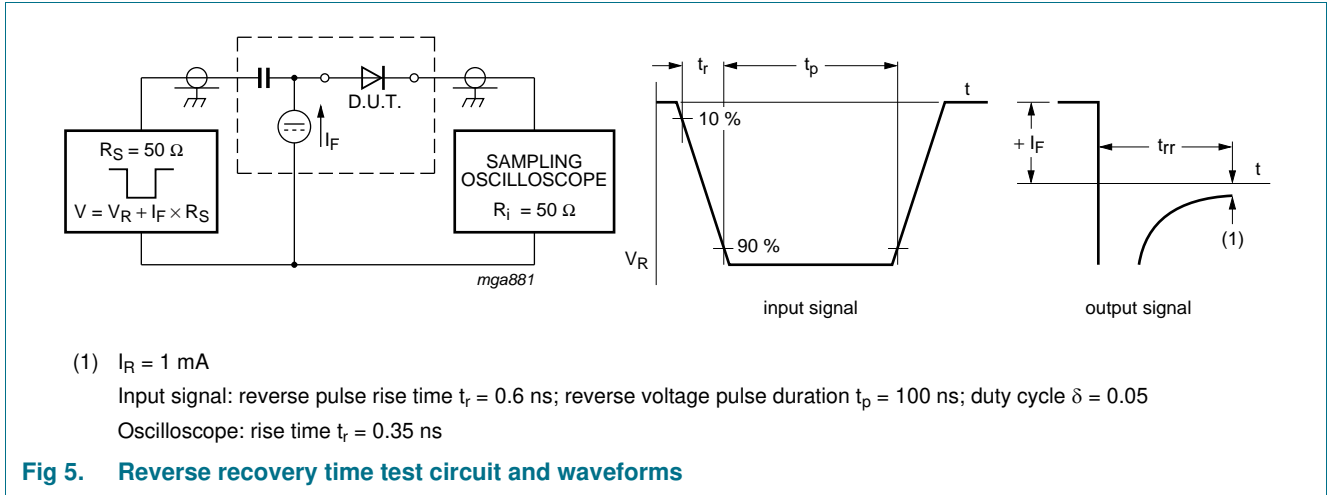 D.U.T.
I_F
R_S = 50 Ω
V = V_R + I_F × R_S
SAMPLING
OSCILLOSCOPE
R_i = 50 Ω
mga881
t_r
t_p
t
10 %
90 %
V_R
input signal
+ I_F
t_rr
t
(1)
output signal
(1) I_R = 1 mA
Input signal: reverse pulse rise time t_r = 0.6 ns; reverse voltage pulse duration t_p = 100 ns; duty cycle δ = 0.05
Oscilloscope: rise time t_r = 0.35 ns
Fig 5. Reverse recovery time test circuit and waveforms